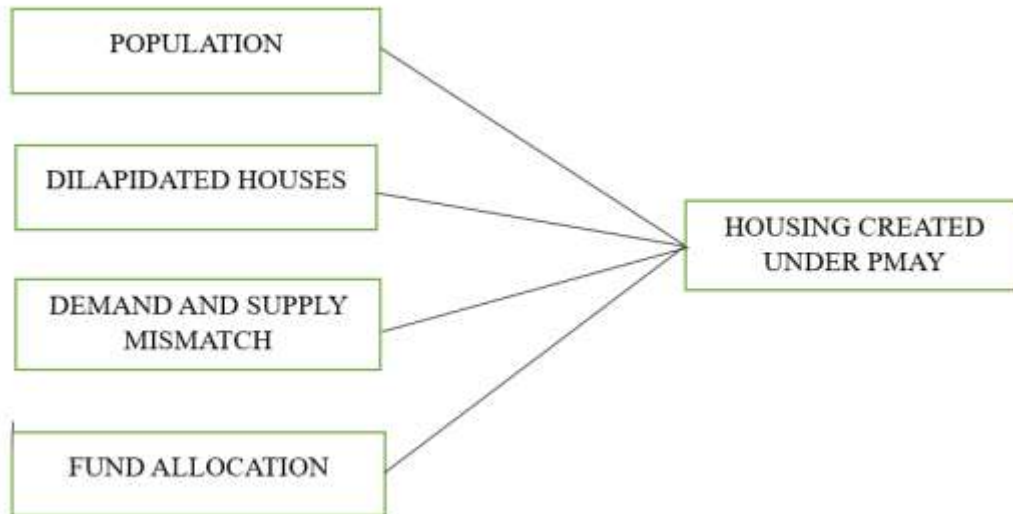 POPULATION
DILAPIDATED HOUSES
DEMAND AND SUPPLY
MISMATCH
FUND ALLOCATION
HOUSING CREATED
UNDER PMAY